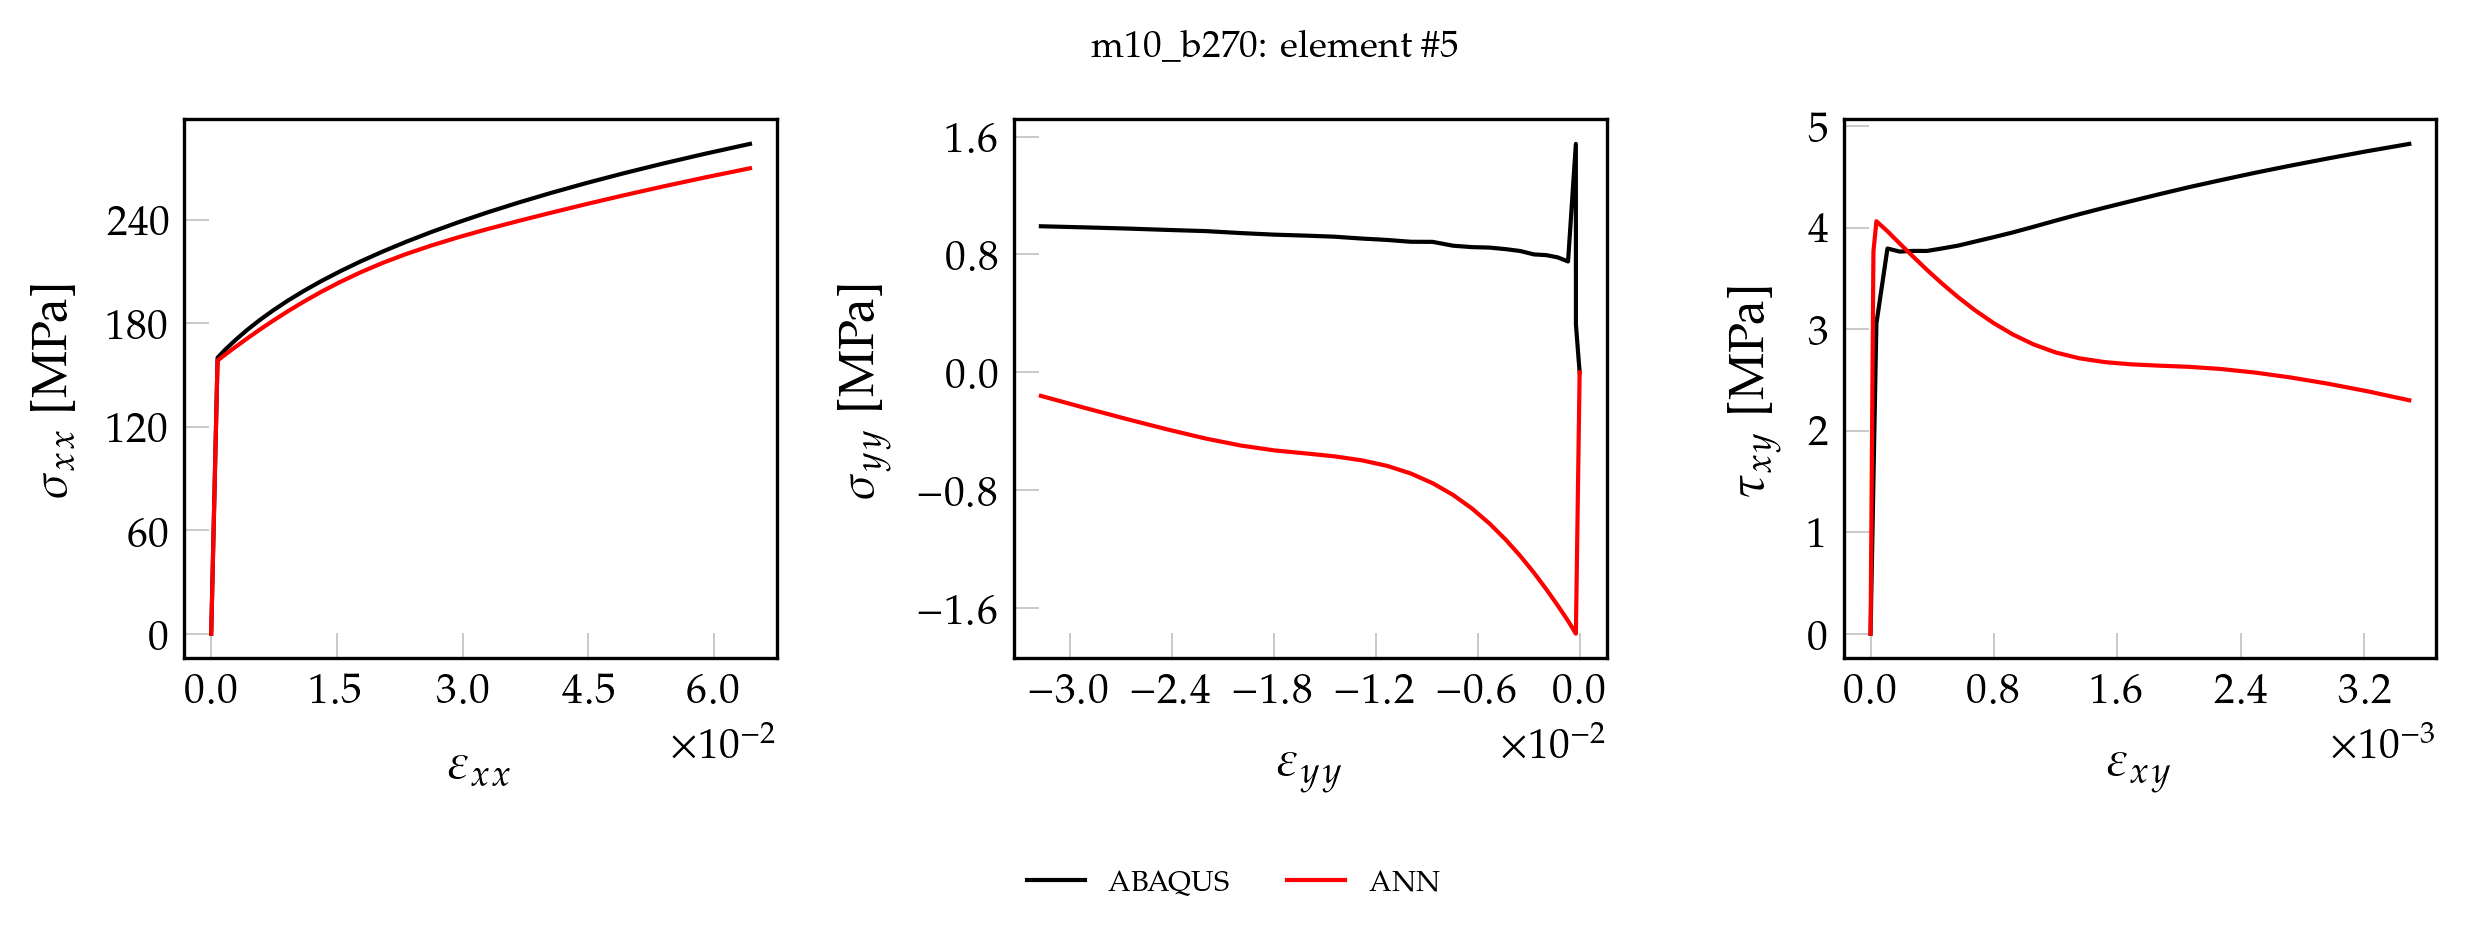 m10_b270: element #5
σxx [MPa]
240
180
120
60
0
0.0 1.5 3.0 4.5 6.0
×10−2
εxx
σyy [MPa]
1.6
0.8
0.0
−0.8
−1.6
−3.0 −2.4 −1.8 −1.2 −0.6 0.0
×10−2
εyy
τxy [MPa]
5
4
3
2
1
0
0.0 0.8 1.6 2.4 3.2
×10−3
εxy
ABAQUS ANN